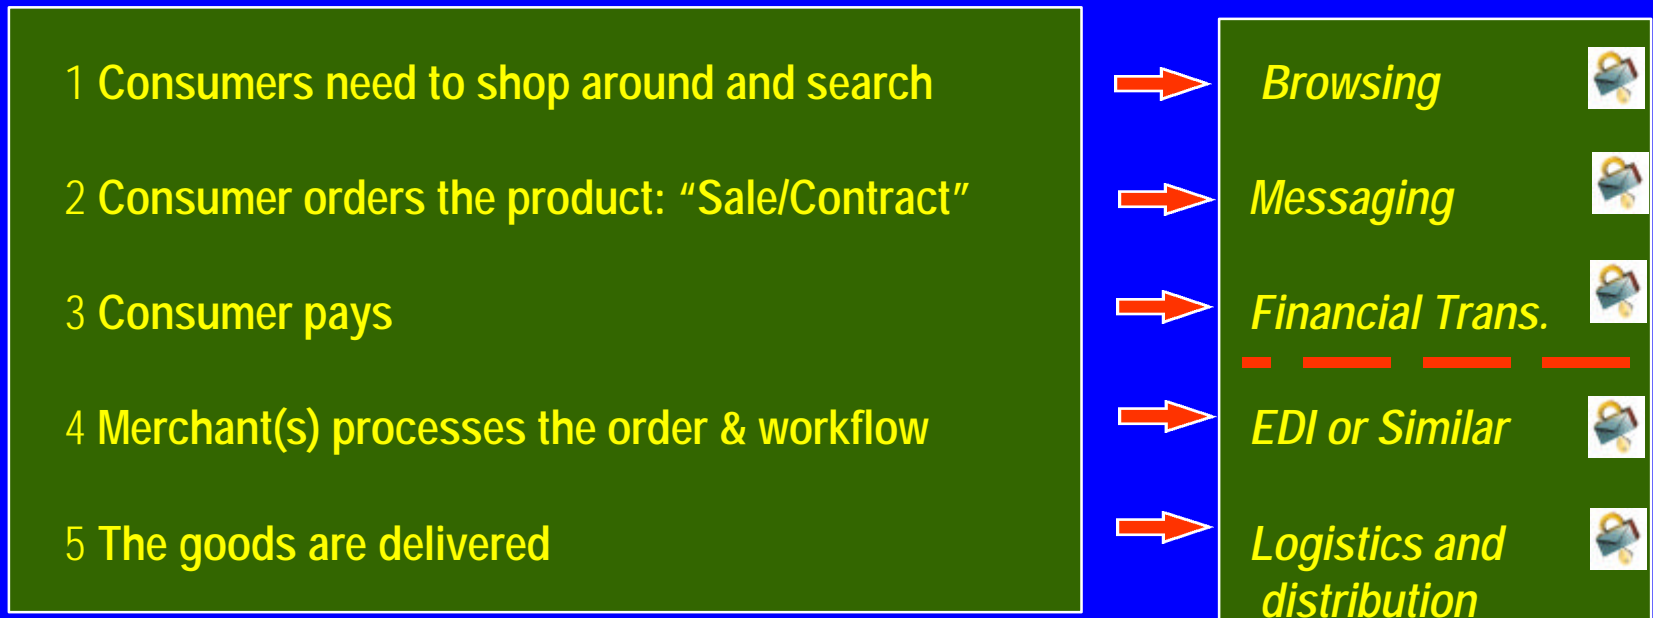 1 Consumers need to shop around and search
Browsing
2 Consumer orders the product: “Sale/Contract”
Messaging
3 Consumer pays
Financial Trans.
4 Merchant(s) processes the order & workflow
EDI or Similar
5 The goods are delivered
Logistics and
distribution